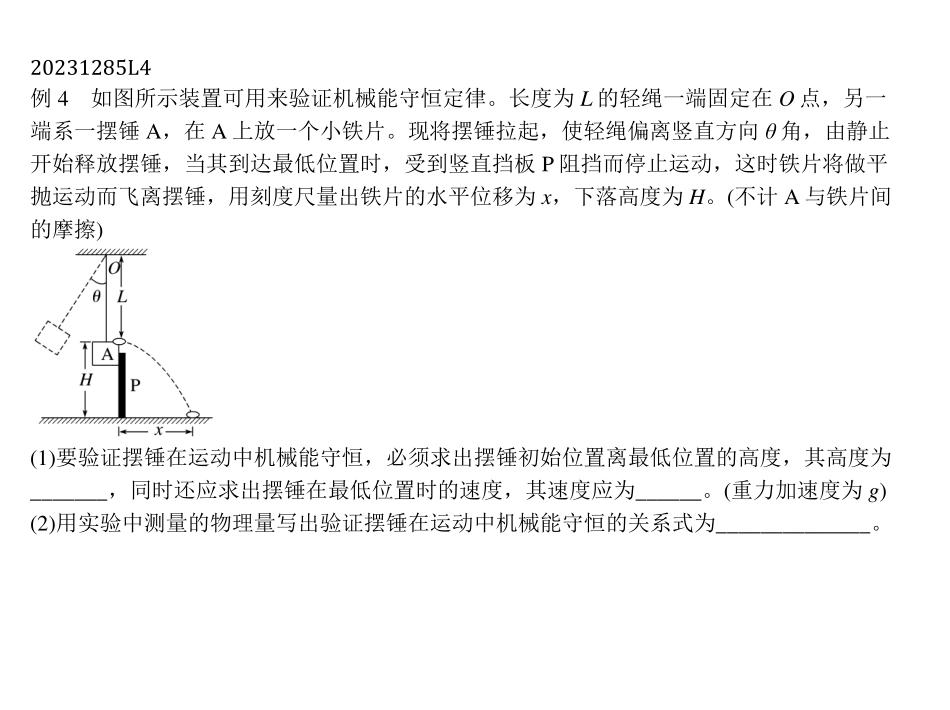 20231285L4
例 4　如图所示装置可用来验证机械能守恒定律。长度为 L 的轻绳一端固定在 O 点，另一
端系一摆锤 A，在 A 上放一个小铁片。现将摆锤拉起，使轻绳偏离竖直方向 θ 角，由静止
开始释放摆锤，当其到达最低位置时，受到竖直挡板 P 阻挡而停止运动，这时铁片将做平
抛运动而飞离摆锤，用刻度尺量出铁片的水平位移为 x，下落高度为 H。(不计 A 与铁片间
的摩擦)
O
θ L
A
H P
x
(1)要验证摆锤在运动中机械能守恒，必须求出摆锤初始位置离最低位置的高度，其高度为
_______，同时还应求出摆锤在最低位置时的速度，其速度应为______。(重力加速度为 g)
(2)用实验中测量的物理量写出验证摆锤在运动中机械能守恒的关系式为______________。